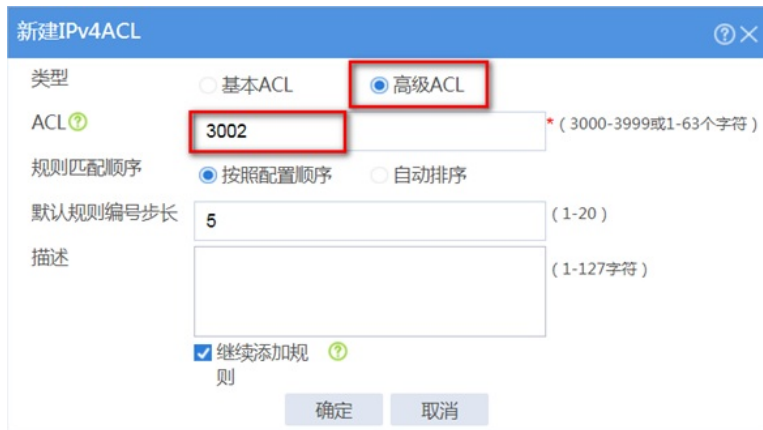 新建IPv4ACL
类型 基本ACL 高级ACL
ACL 3002 *（3000-3999或1-63个字符）
规则匹配顺序 按照配置顺序 自动排序
默认规则编号步长 5 （1-20）
描述 （1-127字符）
继续添加规
则
确定 取消